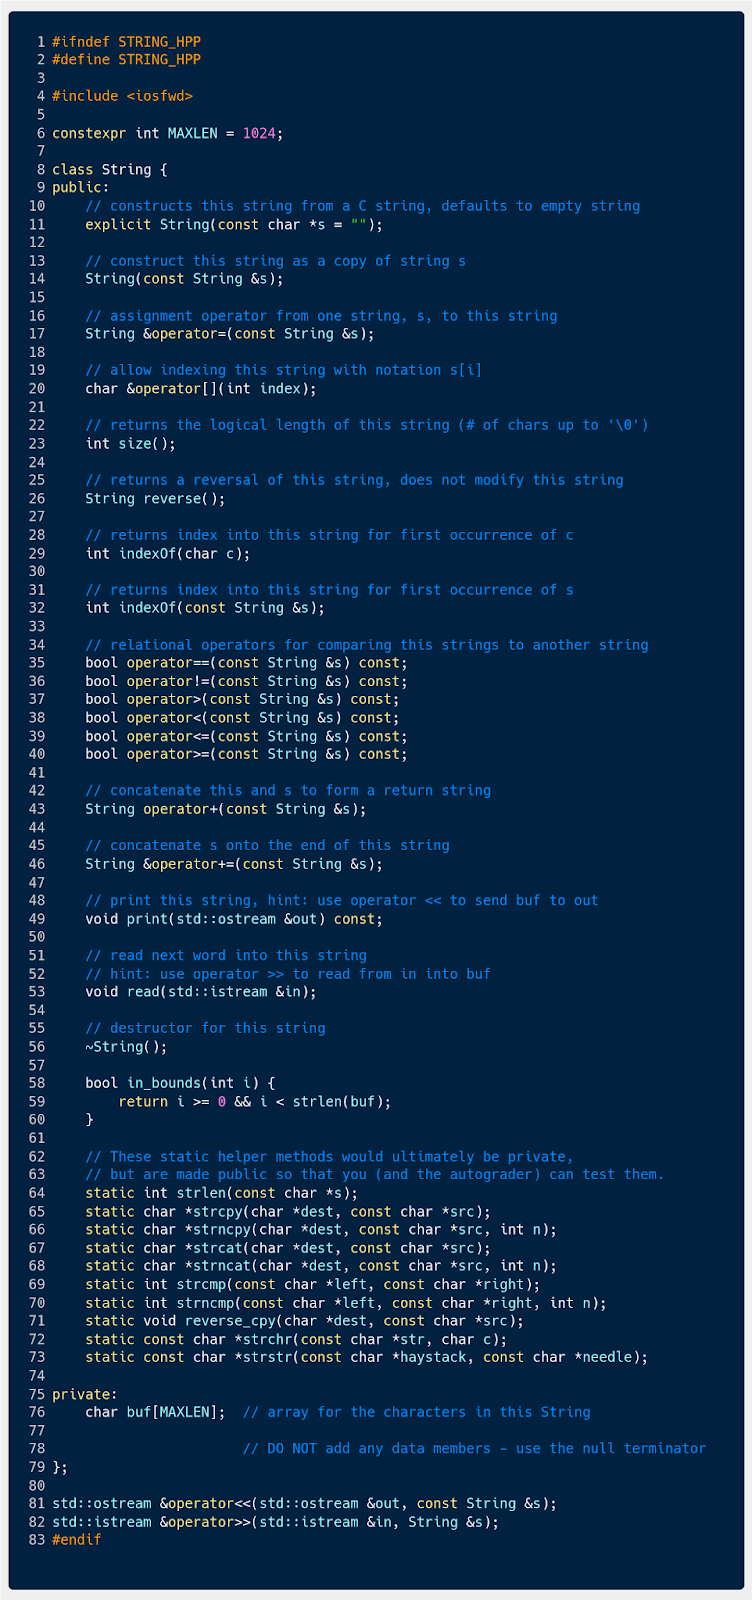 1 #ifndef STRING_HPP
2 #define STRING_HPP
3
4 #include <iosfwd>
5
6 constexpr int MAXLEN = 1024;
7
8 class String {
9 public:
10     // constructs this string from a C string, defaults to empty string
11     explicit String(const char *s = "");
12
13     // construct this string as a copy of string s
14     String(const String &s);
15
16     // assignment operator from one string, s, to this string
17     String &operator=(const String &s);
18
19     // allow indexing this string with notation s[i]
20     char &operator[](int index);
21
22     // returns the logical length of this string (# of chars up to '\0')
23     int size();
24
25     // returns a reversal of this string, does not modify this string
26     String reverse();
27
28     // returns index into this string for first occurrence of c
29     int indexOf(char c);
30
31     // returns index into this string for first occurrence of s
32     int indexOf(const String &s);
33
34     // relational operators for comparing this strings to another string
35     bool operator==(const String &s) const;
36     bool operator!=(const String &s) const;
37     bool operator>(const String &s) const;
38     bool operator<(const String &s) const;
39     bool operator<=(const String &s) const;
40     bool operator>=(const String &s) const;
41
42     // concatenate this and s to form a return string
43     String operator+(const String &s);
44
45     // concatenate s onto the end of this string
46     String &operator+=(const String &s);
47
48     // print this string, hint: use operator << to send buf to out
49     void print(std::ostream &out) const;
50
51     // read next word into this string
52     // hint: use operator >> to read from in into buf
53     void read(std::istream &in);
54
55     // destructor for this string
56     ~String();
57
58     bool in_bounds(int i) {
59         return i >= 0 && i < strlen(buf);
60     }
61
62     // These static helper methods would ultimately be private,
63     // but are made public so that you (and the autograder) can test them.
64     static int strlen(const char *s);
65     static char *strcpy(char *dest, const char *src);
66     static char *strncpy(char *dest, const char *src, int n);
67     static char *strcat(char *dest, const char *src);
68     static char *strncat(char *dest, const char *src, int n);
69     static int strcmp(const char *left, const char *right);
70     static int strncmp(const char *left, const char *right, int n);
71     static void reverse_cpy(char *dest, const char *src);
72     static const char *strchr(const char *str, char c);
73     static const char *strstr(const char *haystack, const char *needle);
74
75 private:
76     char buf[MAXLEN];  // array for the characters in this String
77
78                        // DO NOT add any data members - use the null terminator
79 };
80
81 std::ostream &operator<<(std::ostream &out, const String &s);
82 std::istream &operator>>(std::istream &in, String &s);
83 #endif